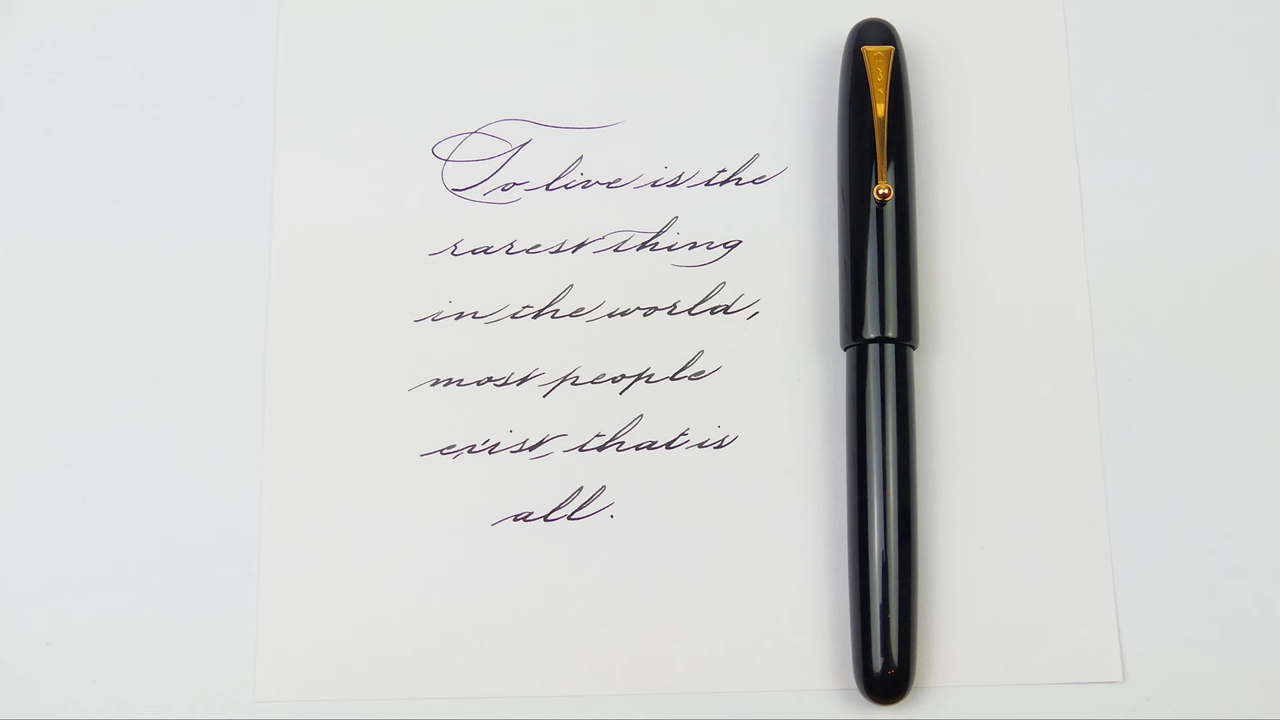 To live is the
rarest thing
in the world,
most people
exist, that is
all.